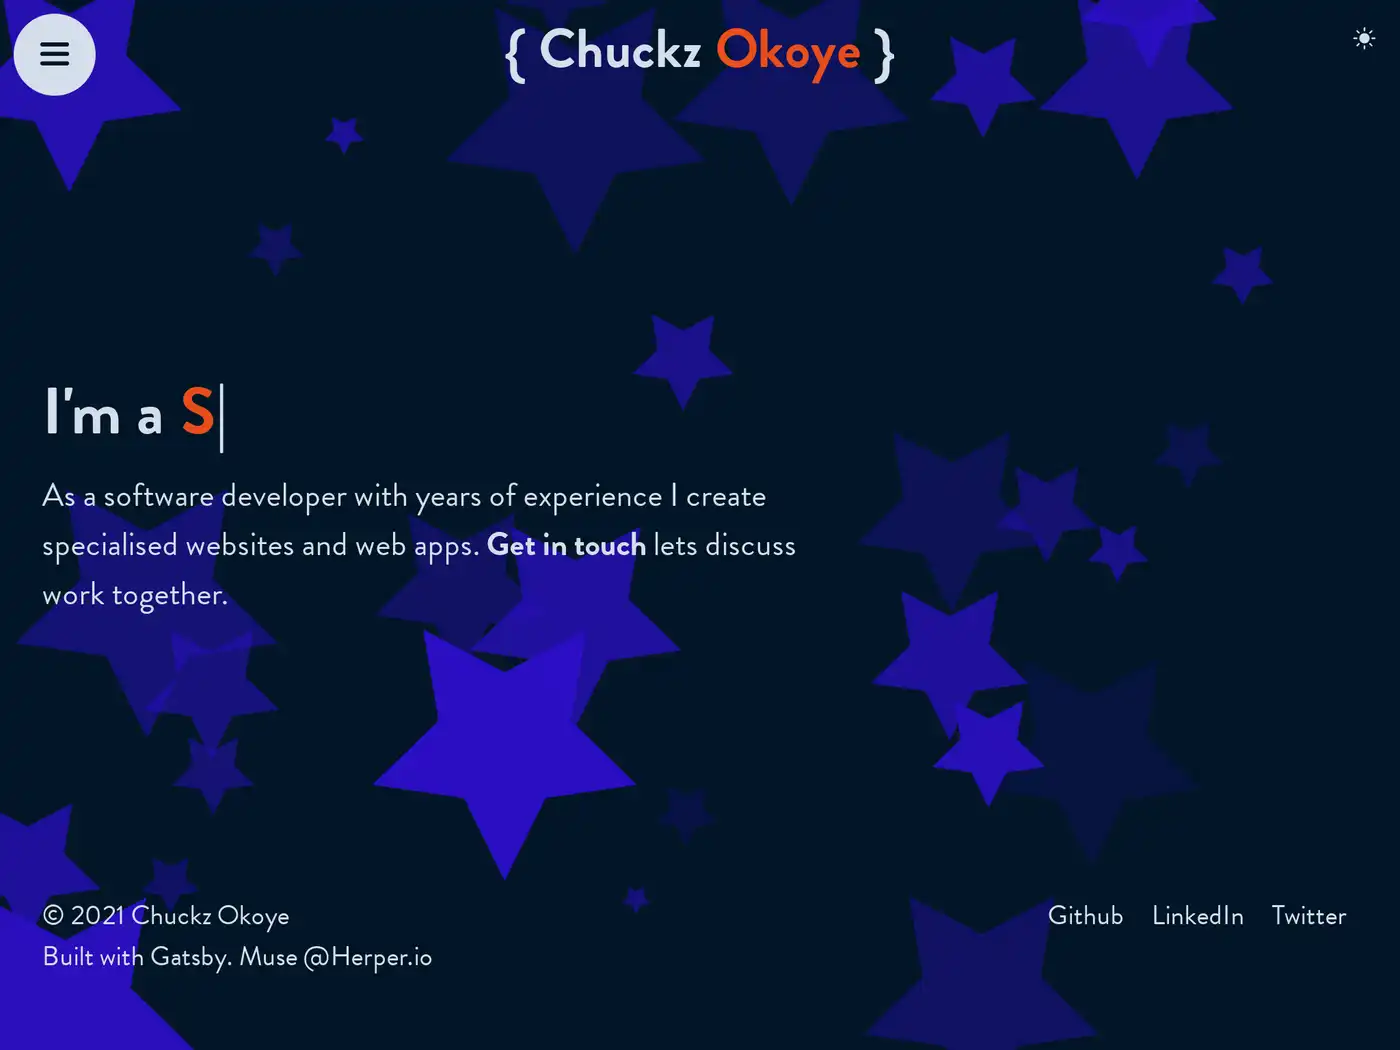 { Chuckz Okoye }
I'm a S
As a software developer with years of experience I create
specialised websites and web apps. Get in touch lets discuss
work together.
© 2021 Chuckz Okoye
Built with Gatsby. Muse @Herper.io
Github LinkedIn Twitter